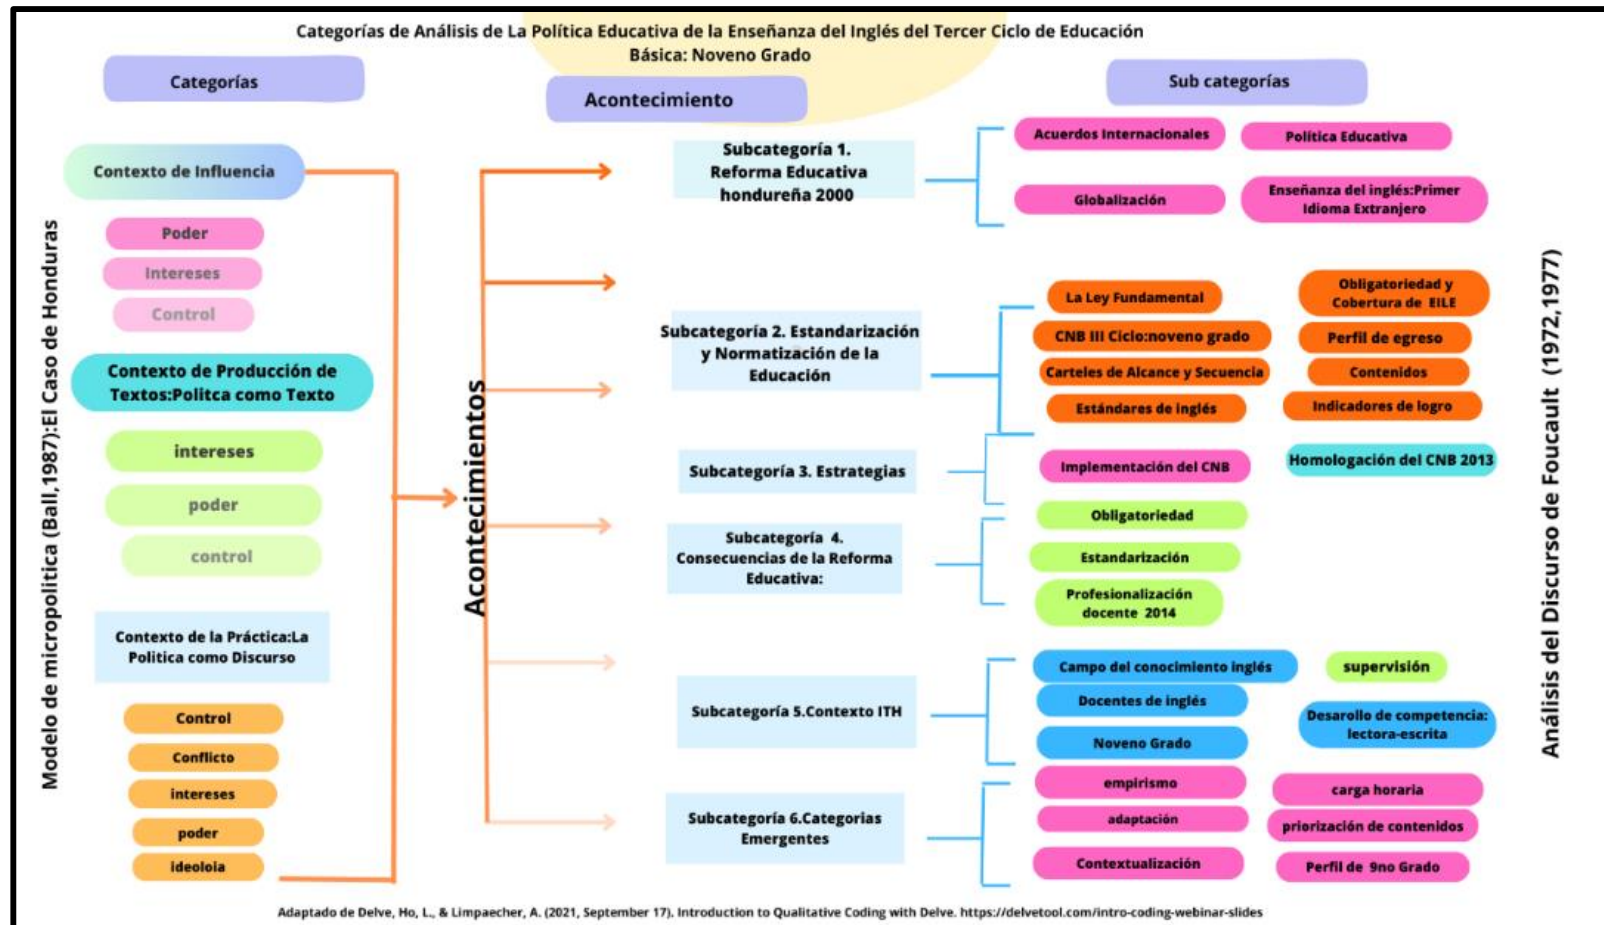 Categorías de Análisis de La Política Educativa de la Enseñanza del Inglés del Tercer Ciclo de Educación
Básica: Noveno Grado
Categorías
Acontecimiento
Sub categorías
Modelo de micropolitica (Ball,1987):El Caso de Honduras
Contexto de Influencia
Poder
Intereses
Control
Contexto de Producción de
Textos:Politca como Texto
intereses
poder
control
Contexto de la Práctica:La
Politica como Discurso
Control
Conflicto
intereses
poder
ideoloia
Acontecimientos
Subcategoría 1.
Reforma Educativa
hondureña 2000
Acuerdos Internacionales
Política Educativa
Globalización
Enseñanza del inglés:Primer
Idioma Extranjero
Subcategoría 2. Estandarización
y Normatización de la
Educación
La Ley Fundamental
Obligatoriedad y
Cobertura de EILE
CNB III Ciclo:noveno grado
Perfil de egreso
Carteles de Alcance y Secuencia
Contenidos
Estándares de inglés
Indicadores de logro
Subcategoría 3. Estrategias
Implementación del CNB
Homologación del CNB 2013
Subcategoría 4.
Consecuencias de la Reforma
Educativa:
Obligatoriedad
Estandarización
Profesionalización
docente 2014
Subcategoría 5.Contexto ITH
Campo del conocimiento inglés
supervisión
Docentes de inglés
Desarollo de competencia:
lectora-escrita
Noveno Grado
Subcategoría 6.Categorias
Emergentes
empirismo
carga horaria
adaptación
priorización de contenidos
Contextualización
Perfil de 9no Grado
Análisis del Discurso de Foucault (1972,1977)
Adaptado de Delve, Ho, L., & Limpaecher, A. (2021, September 17). Introduction to Qualitative Coding with Delve. https://delvetool.com/intro-coding-webinar-slides